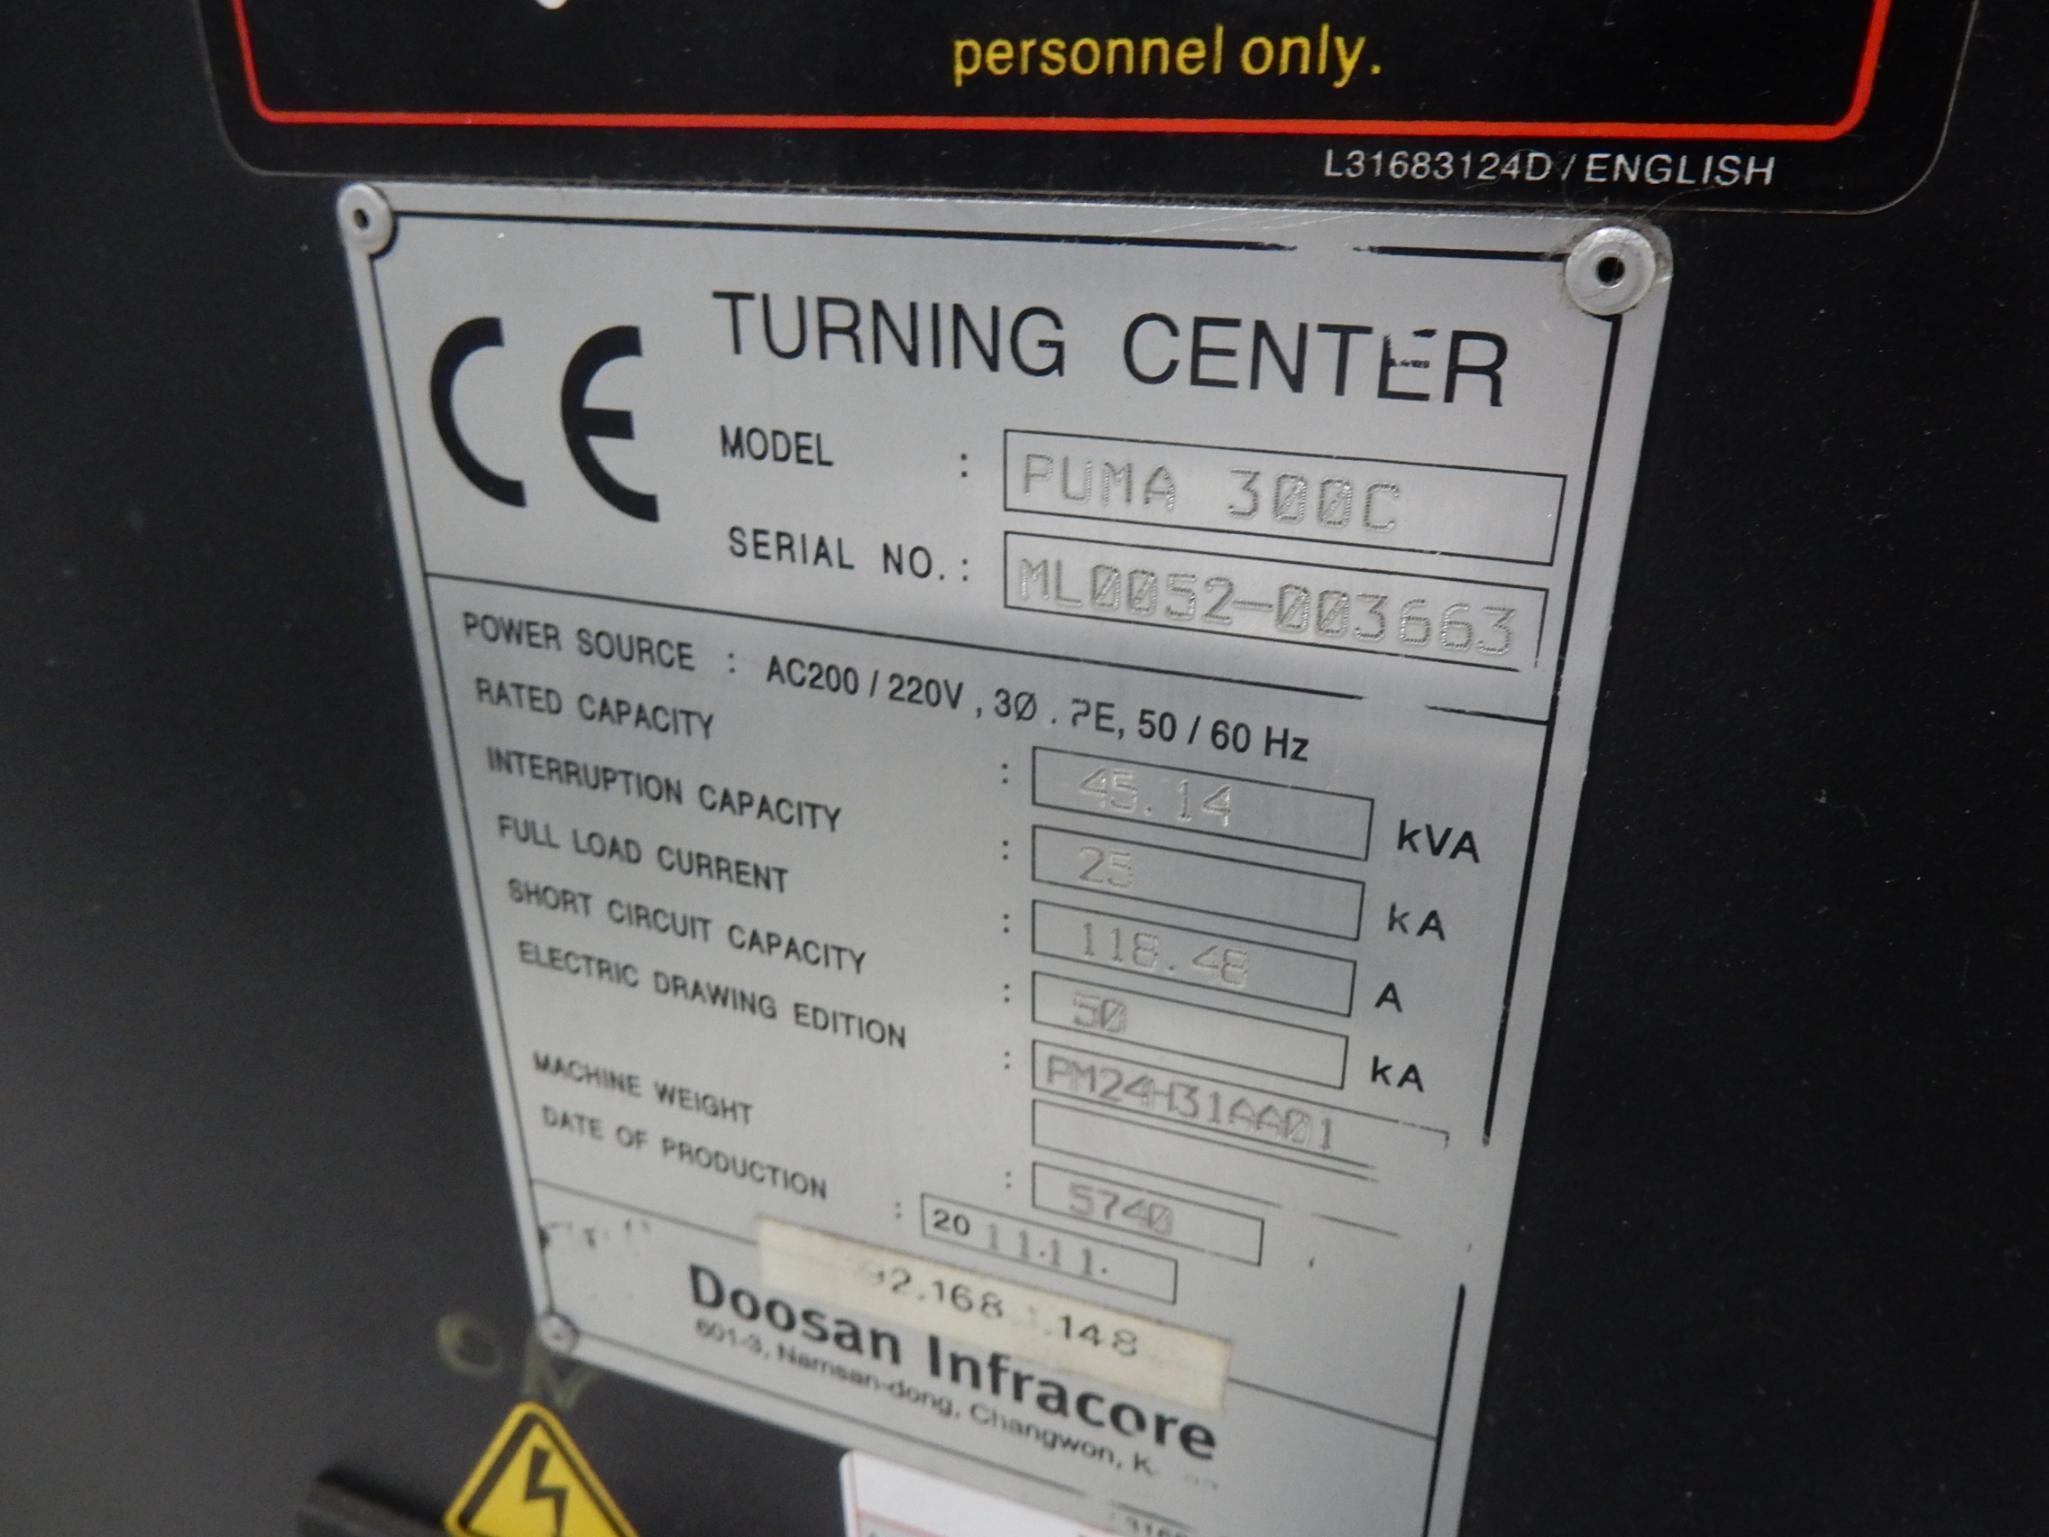 personnel only.
L31683124D / ENGLISH
CE
TURNING CENTER
MODEL : PUMA 300C
SERIAL NO. : ML0052-003663
POWER SOURCE : AC200 / 220V , 3Ø . PE, 50 / 60 Hz
RATED CAPACITY : 45.14 kVA
INTERRUPTION CAPACITY : 25 kA
FULL LOAD CURRENT : 118.48 A
SHORT CIRCUIT CAPACITY : 50 kA
ELECTRIC DRAWING EDITION : PM24HB1AA01
MACHINE WEIGHT : 5740
DATE OF PRODUCTION : 20 11.11.
Doosan Infracore
601-3, Namsan-dong, Changwon,